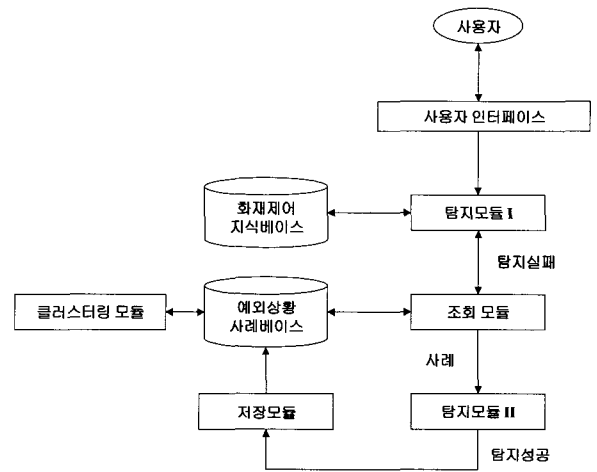 사용자
사용자 인터페이스
화재제어
지식베이스
탐지모듈 I
탐지실패
클러스터링 모듈
예외상황
사례베이스
조회 모듈
사례
저장모듈
탐지모듈 II
탐지성공